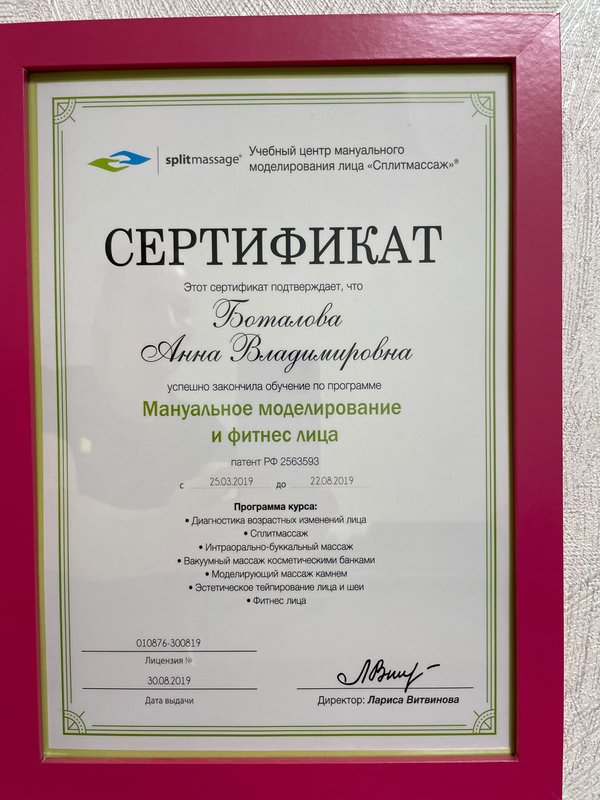 splitmassage®
Учебный центр мануального
моделирования лица «Сплитмассаж»®
СЕРТИФИКАТ
Этот сертификат подтверждает, что
Боталова
Анна Владимировна
успешно закончила обучение по программе
Мануальное моделирование
и фитнес лица
патент РФ 2563593
с 25.03.2019 до 22.08.2019
Программа курса:
• Диагностика возрастных изменений лица
• Сплитмассаж
• Интраорально-буккальный массаж
• Вакуумный массаж косметическими банками
• Моделирующий массаж камнем
• Эстетическое тейпирование лица и шеи
• Фитнес лица
010876-300819
Лицензия №
30.08.2019
Дата выдачи
Директор: Лариса Витвинова